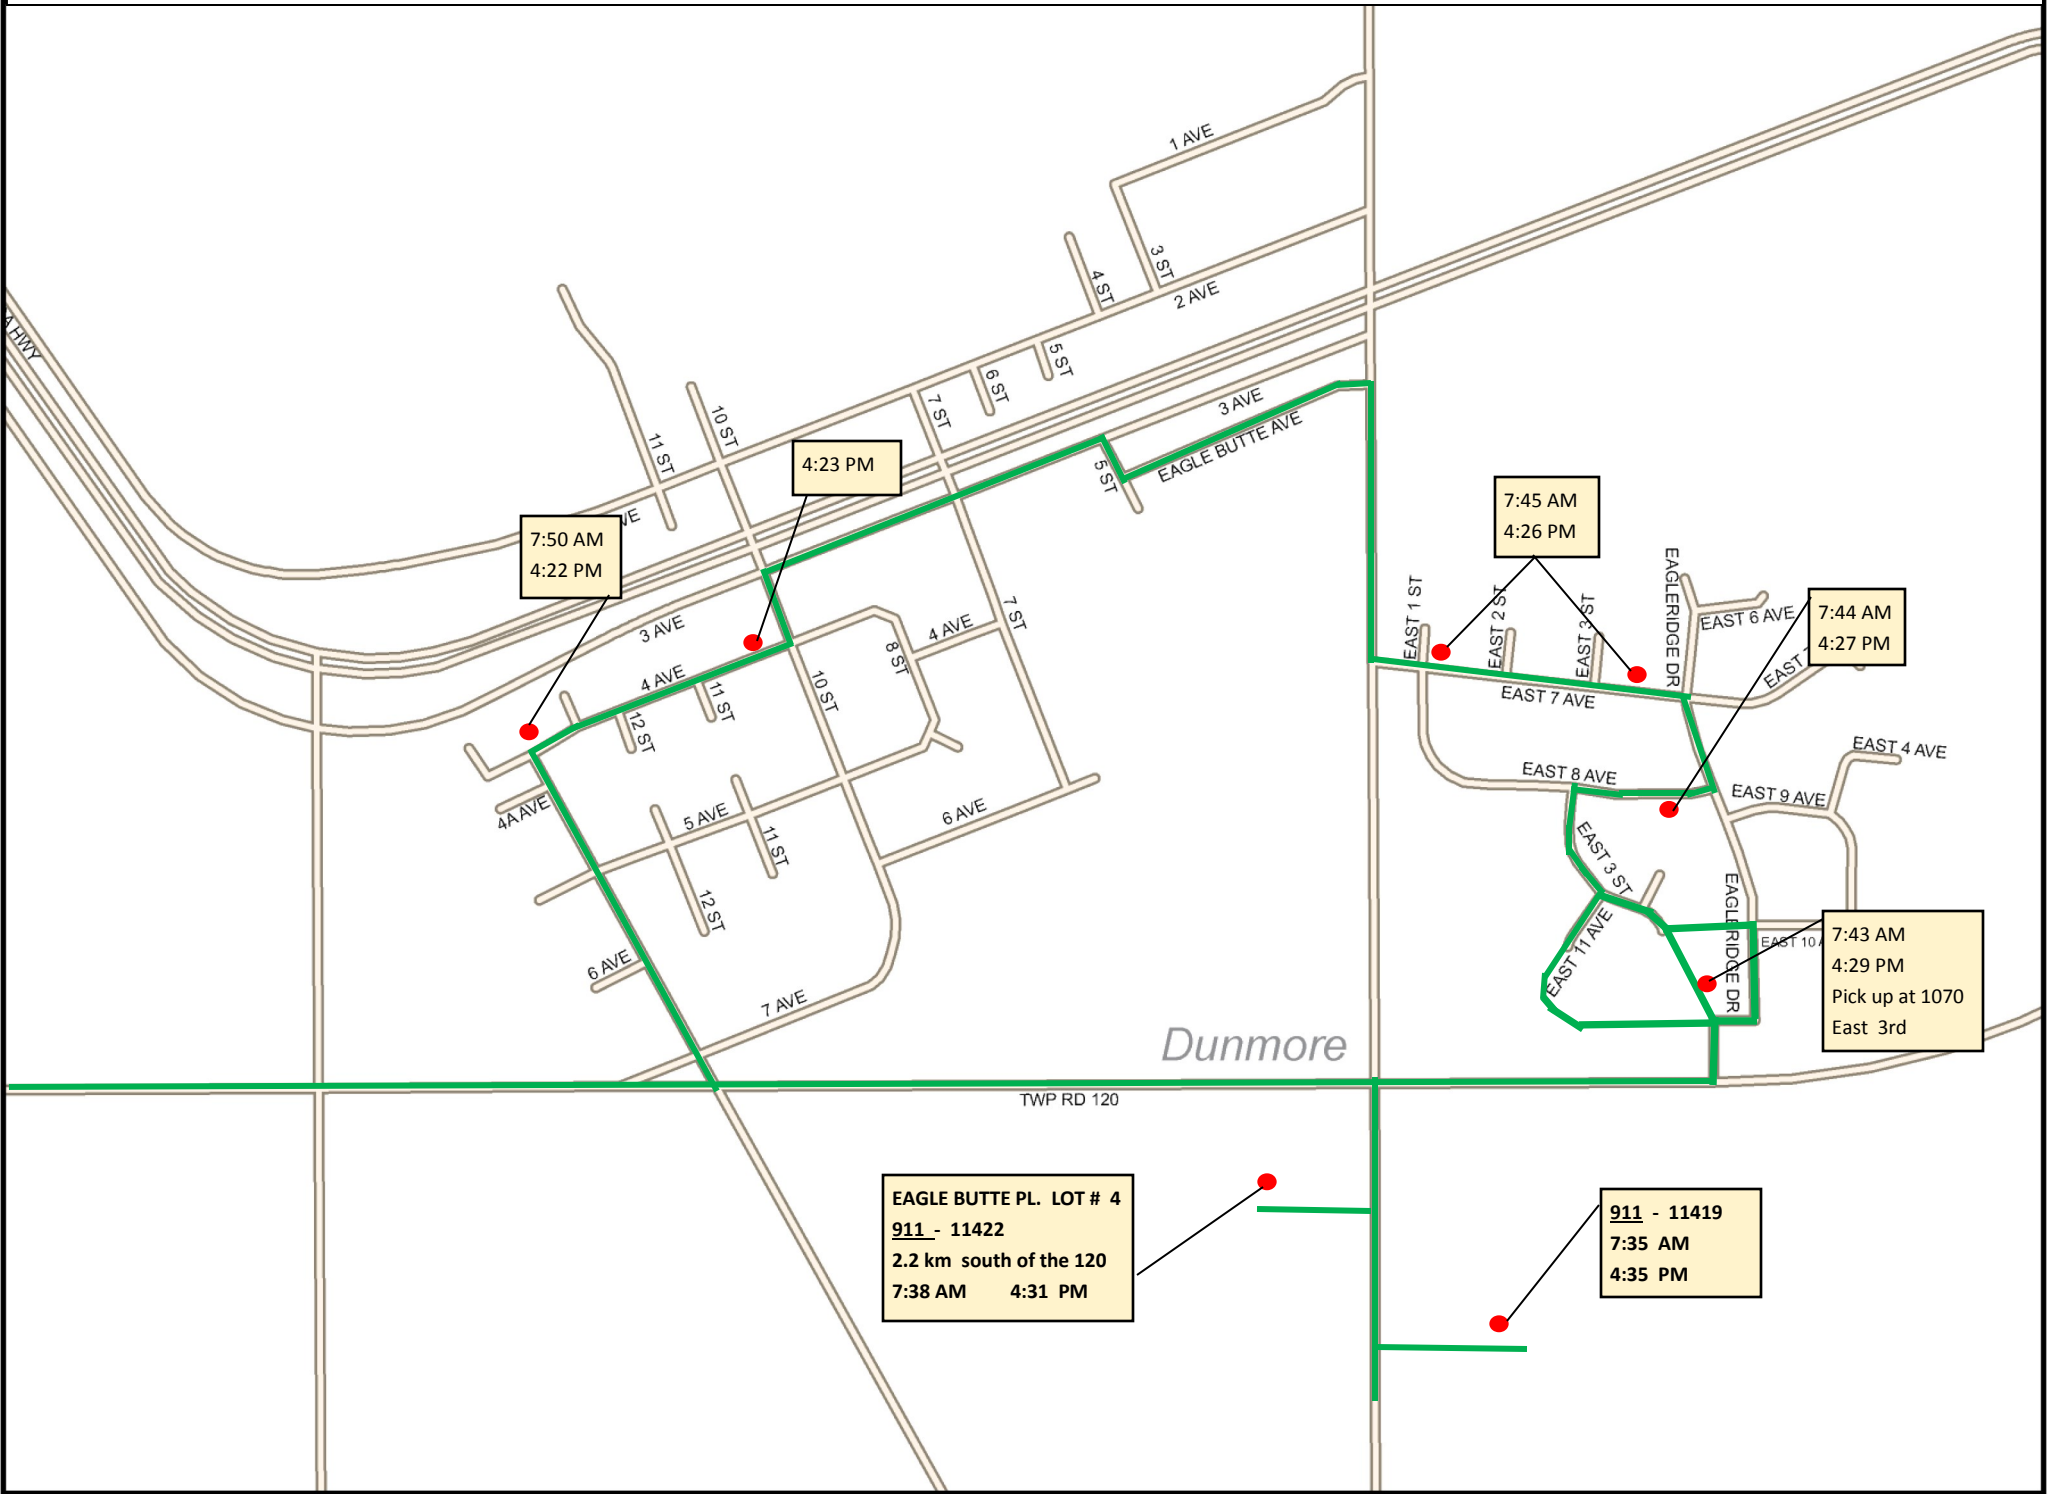 1 AVE
3 ST
4 ST
2 AVE
A HWY
5 ST
6 ST
7 ST
10 ST
11 ST
3 AVE
EAGLE BUTTE AVE
5 ST
4:23 PM
7:50 AM
4:22 PM
7:45 AM
4:26 PM
7:44 AM
4:27 PM
EAST 1 ST
EAST 2 ST
EAST 3 ST
EAGLERIDGE DR
EAST 6 AVE
EAST 7 AVE
3 AVE
4 AVE
8 ST
7 ST
4 AVE
11 ST
10 ST
12 ST
4A AVE
5 AVE
11 ST
6 AVE
12 ST
6 AVE
7 AVE
EAST 8 AVE
EAST 9 AVE
EAST 4 AVE
EAST 3 ST
EAST 11 AVE
EAGLERIDGE DR
EAST 10
7:43 AM
4:29 PM
Pick up at 1070
East 3rd
Dunmore
TWP RD 120
EAGLE BUTTE PL. LOT # 4
911 - 11422
2.2 km south of the 120
7:38 AM 4:31 PM
911 - 11419
7:35 AM
4:35 PM